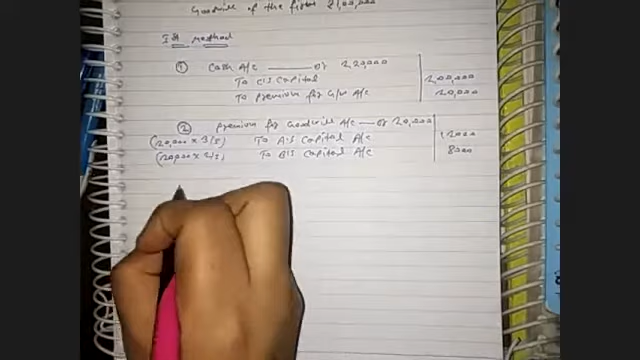 Goodwill of the firm 21,00,000
Ist method
① Cash A/c ——— Dr 2,20,000
To C's Capital 2,00,000
To premium for G/W A/c 20,000
② premium for Goodwill A/c — Dr 20,000
(20,000 x 3/5) To A's Capital A/c 12000
(20,000 x 2/5) To B's Capital A/c 8000